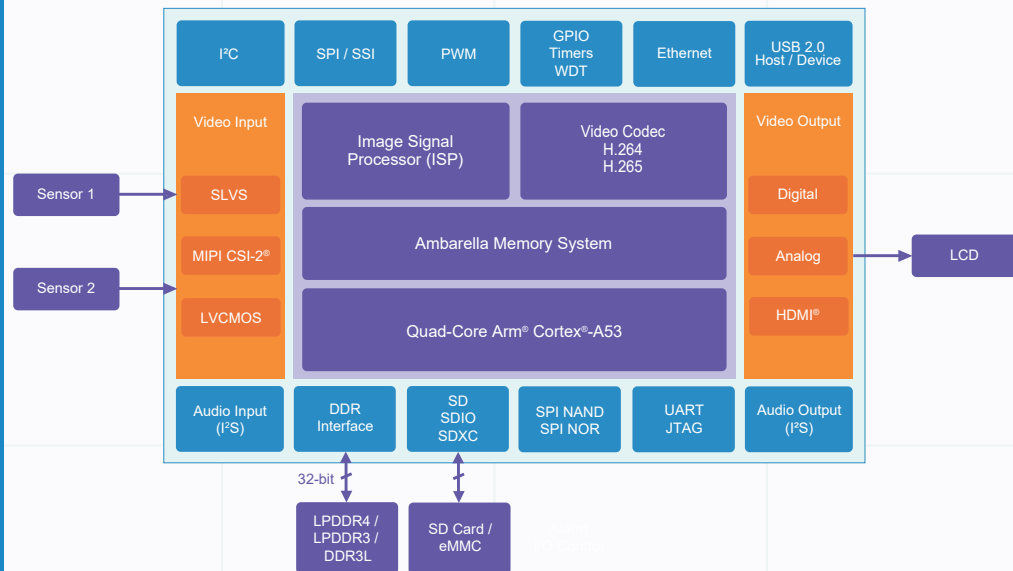 I²C
SPI / SSI
PWM
GPIO
Timers
WDT
Ethernet
USB 2.0
Host / Device
Video Input
Image Signal
Processor (ISP)
Video Codec
H.264
H.265
Video Output
Sensor 1
SLVS
Digital
Ambarella Memory System
MIPI CSI-2®
Analog
LCD
Sensor 2
LVCMOS
Quad-Core Arm® Cortex®-A53
HDMI®
Audio Input
(I²S)
DDR
Interface
SD
SDIO
SDXC
SPI NAND
SPI NOR
UART
JTAG
Audio Output
(I²S)
32-bit
LPDDR4 /
LPDDR3 /
DDR3L
SD Card /
eMMC